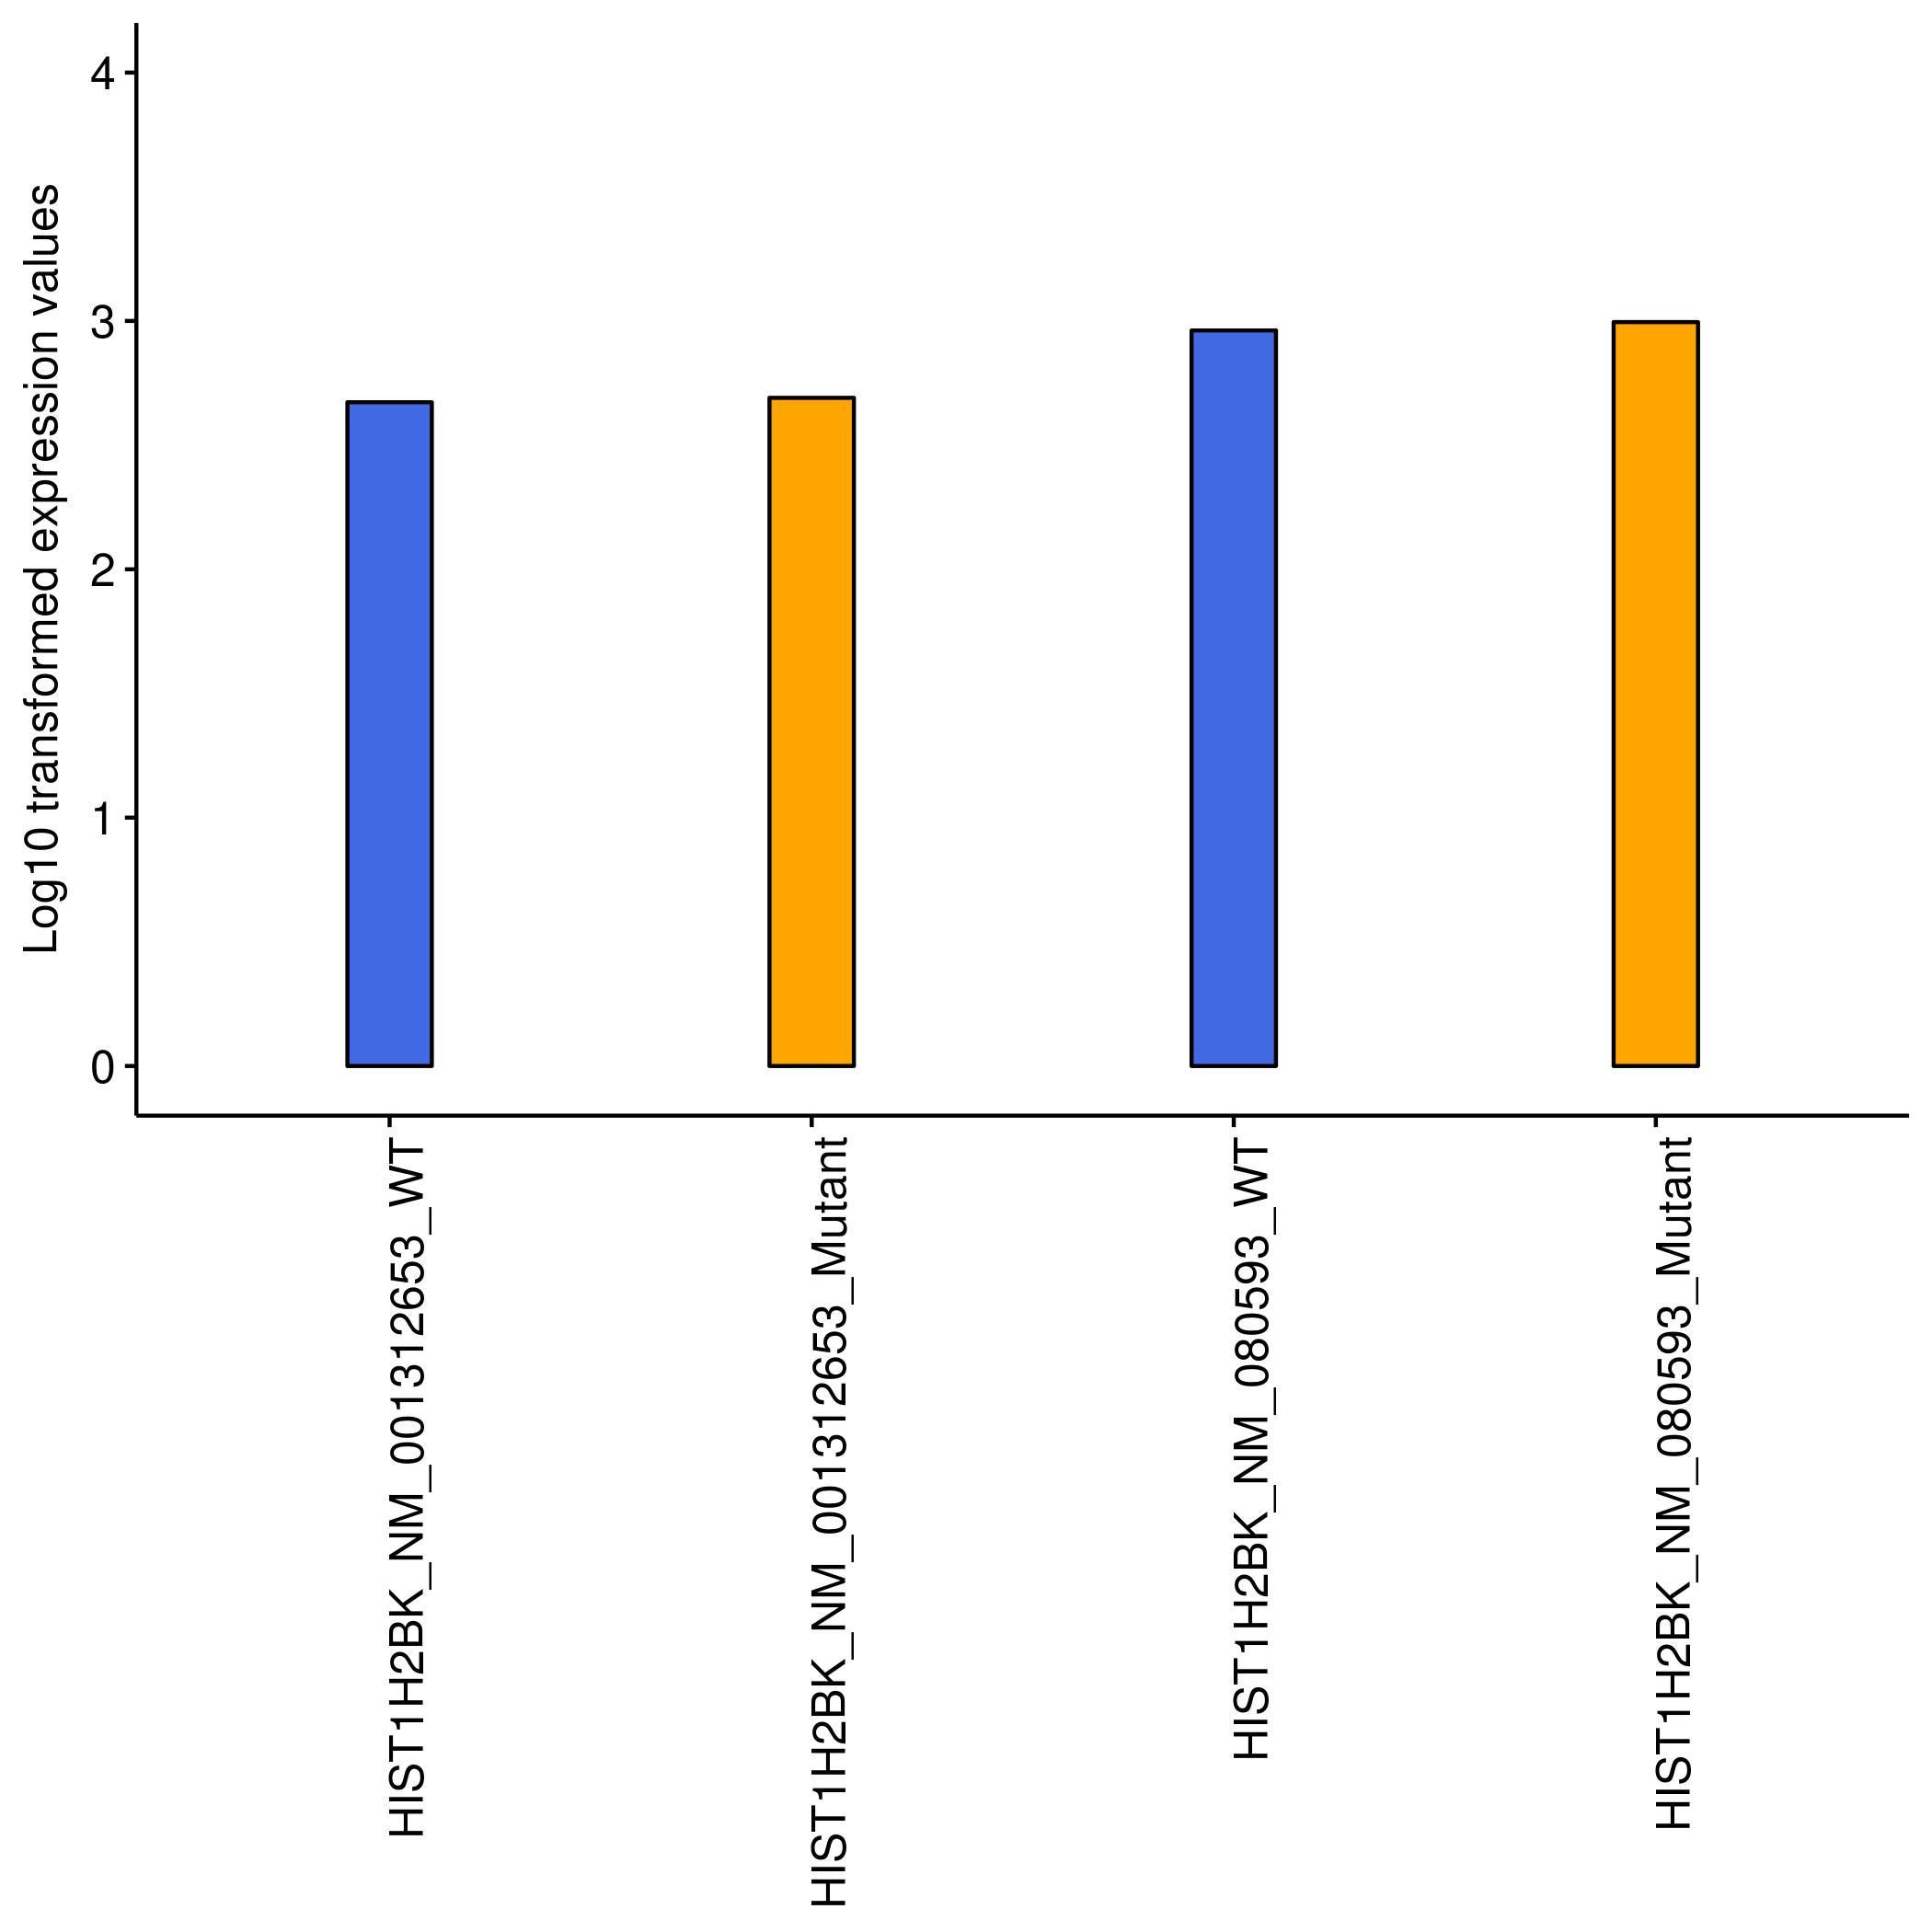 Log10 transformed expression values
4
3
2
1
0
HIST1H2BK_NM_001312653_WT
HIST1H2BK_NM_001312653_Mutant
HIST1H2BK_NM_080593_WT
HIST1H2BK_NM_080593_Mutant